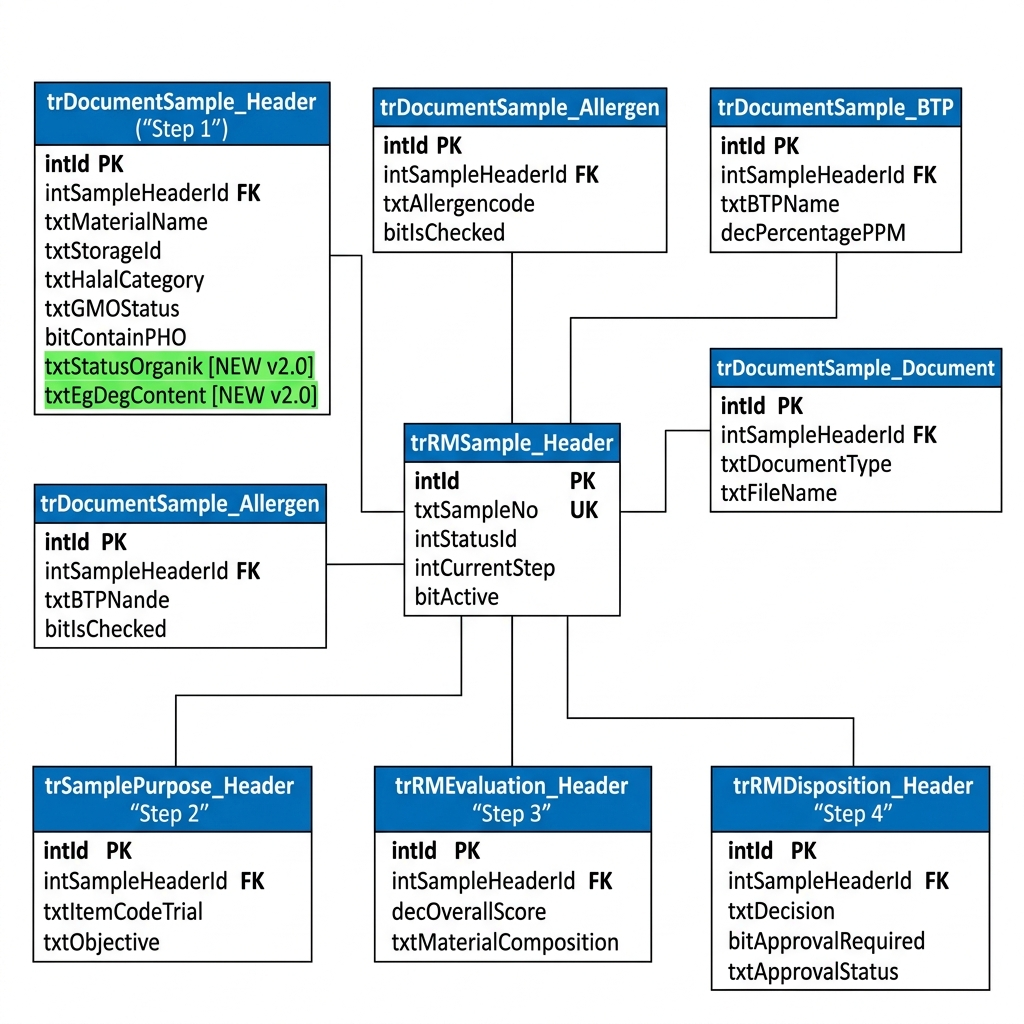 trDocumentSample_Header
(“Step 1”)
intId PK
intSampleHeaderId FK
txtMaterialName
txtStorageId
txtHalalCategory
txtGMOStatus
bitContainPHO
txtStatusOrganik [NEW v2.0]
txtEgDegContent [NEW v2.0]
trDocumentSample_Allergen
intId PK
intSampleHeaderId FK
txtAllergencode
bitIsChecked
trDocumentSample_BTP
intId PK
intSampleHeaderId FK
txtBTPName
decPercentagePPM
trDocumentSample_Document
intId PK
intSampleHeaderId FK
txtDocumentType
txtFileName
trRMSample_Header
intId PK
txtSampleNo UK
intStatusId
intCurrentStep
bitActive
trDocumentSample_Allergen
intId PK
intSampleHeaderId FK
txtBTPNande
bitIsChecked
trSamplePurpose_Header
“Step 2”
intId PK
intSampleHeaderId FK
txtItemCodeTrial
txtObjective
trRMEvaluation_Header
“Step 3”
intId PK
intSampleHeaderId FK
decOverallScore
txtMaterialComposition
trRMDisposition_Header
“Step 4”
intId PK
intSampleHeaderId FK
txtDecision
bitApprovalRequired
txtApprovalStatus